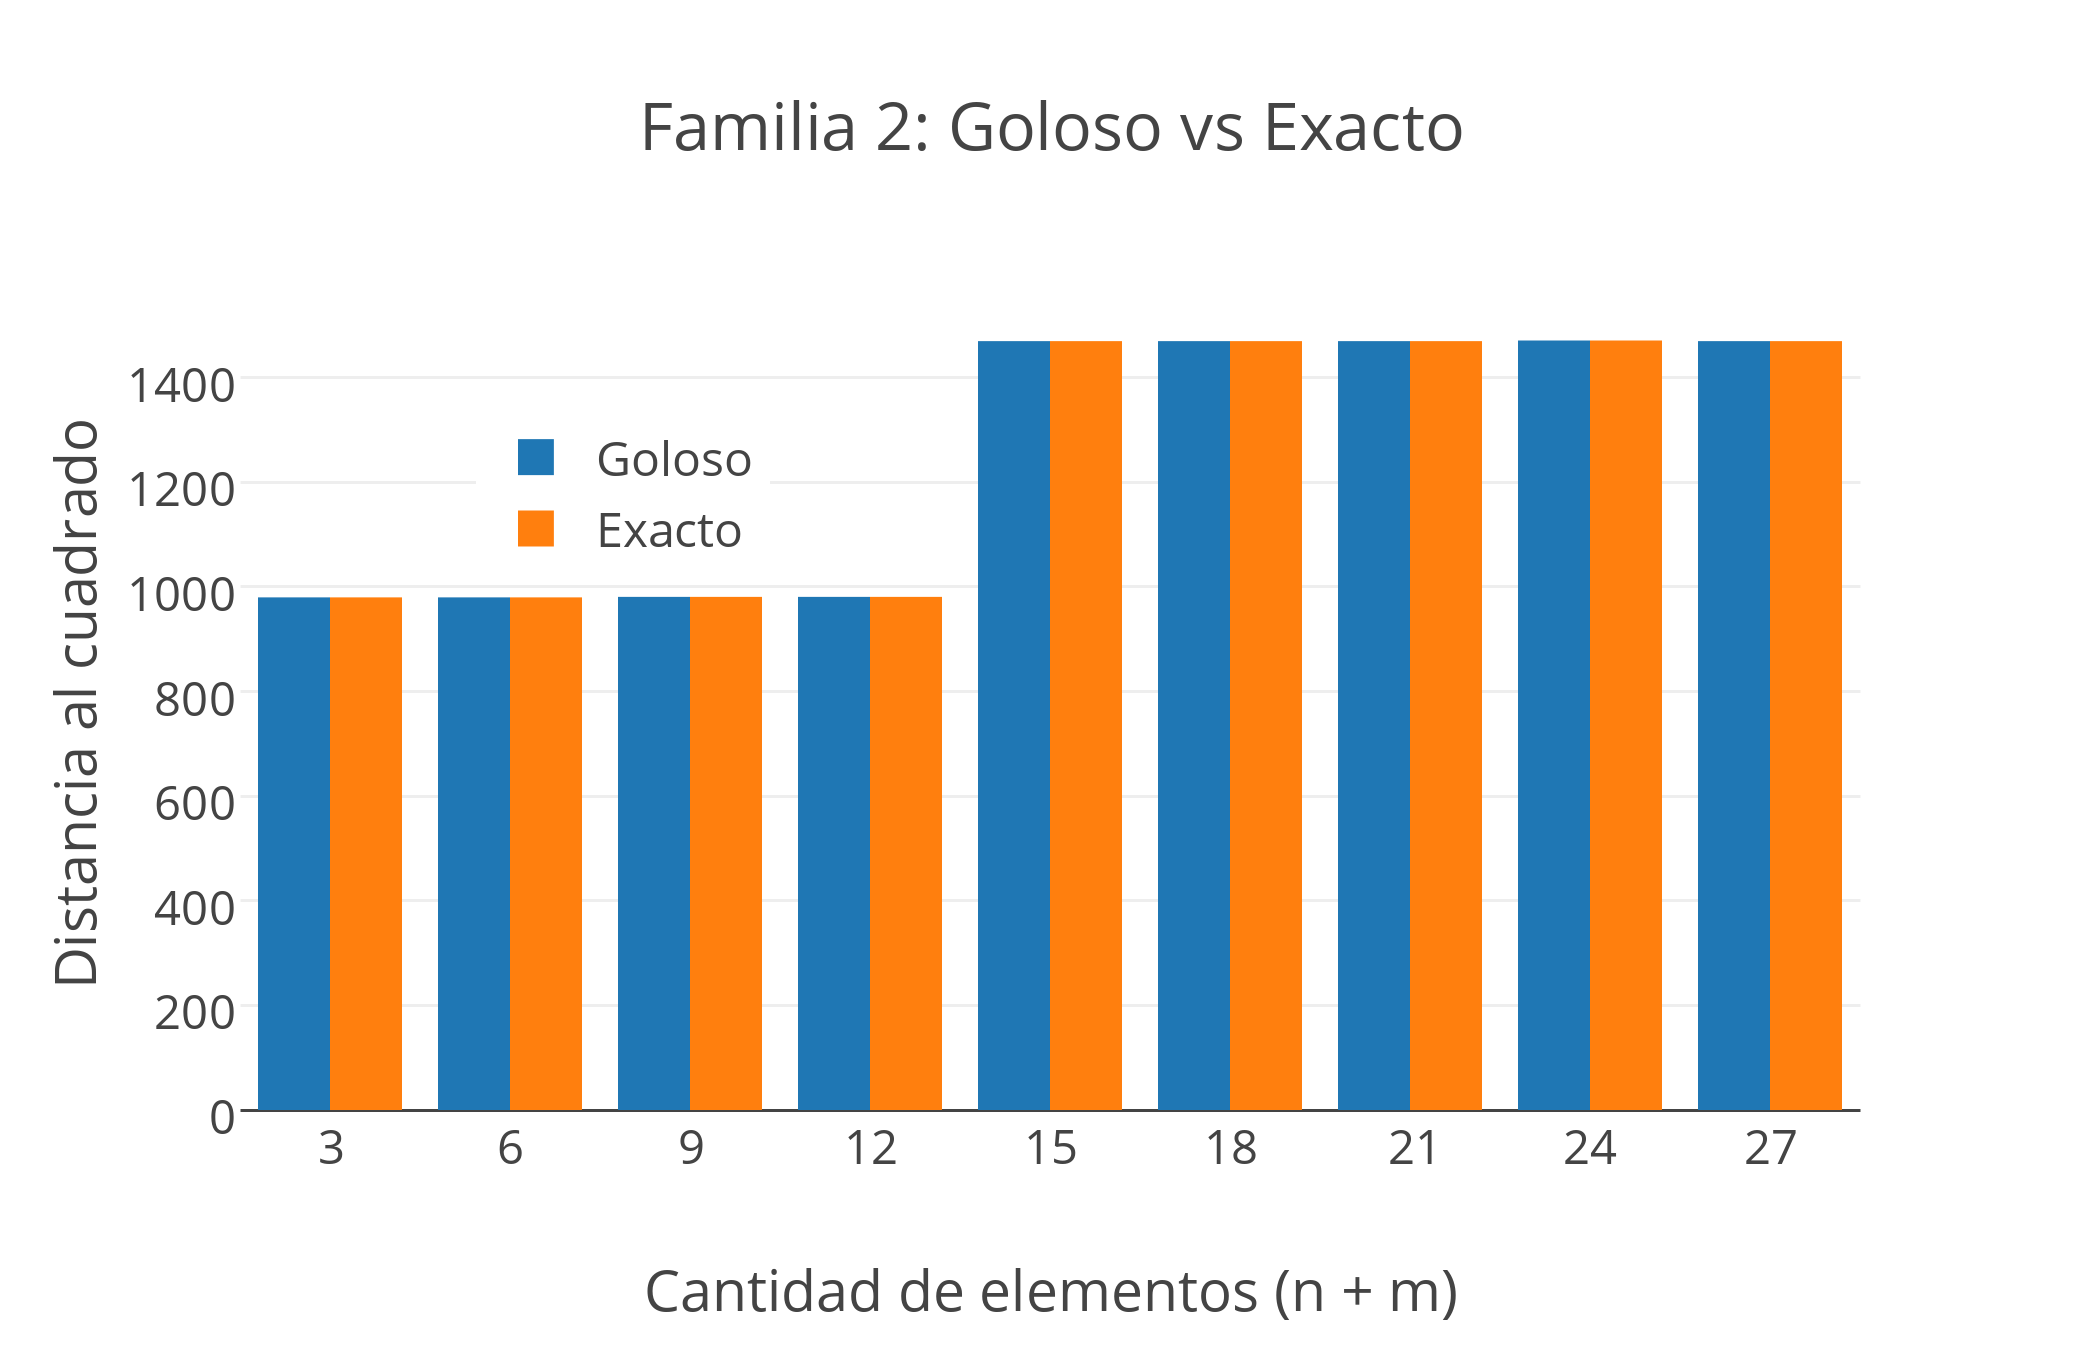 Familia 2: Goloso vs Exacto
Goloso
Exacto
Distancia al cuadrado
1400
1200
1000
800
600
400
200
0
3 6 9 12 15 18 21 24 27
Cantidad de elementos (n + m)